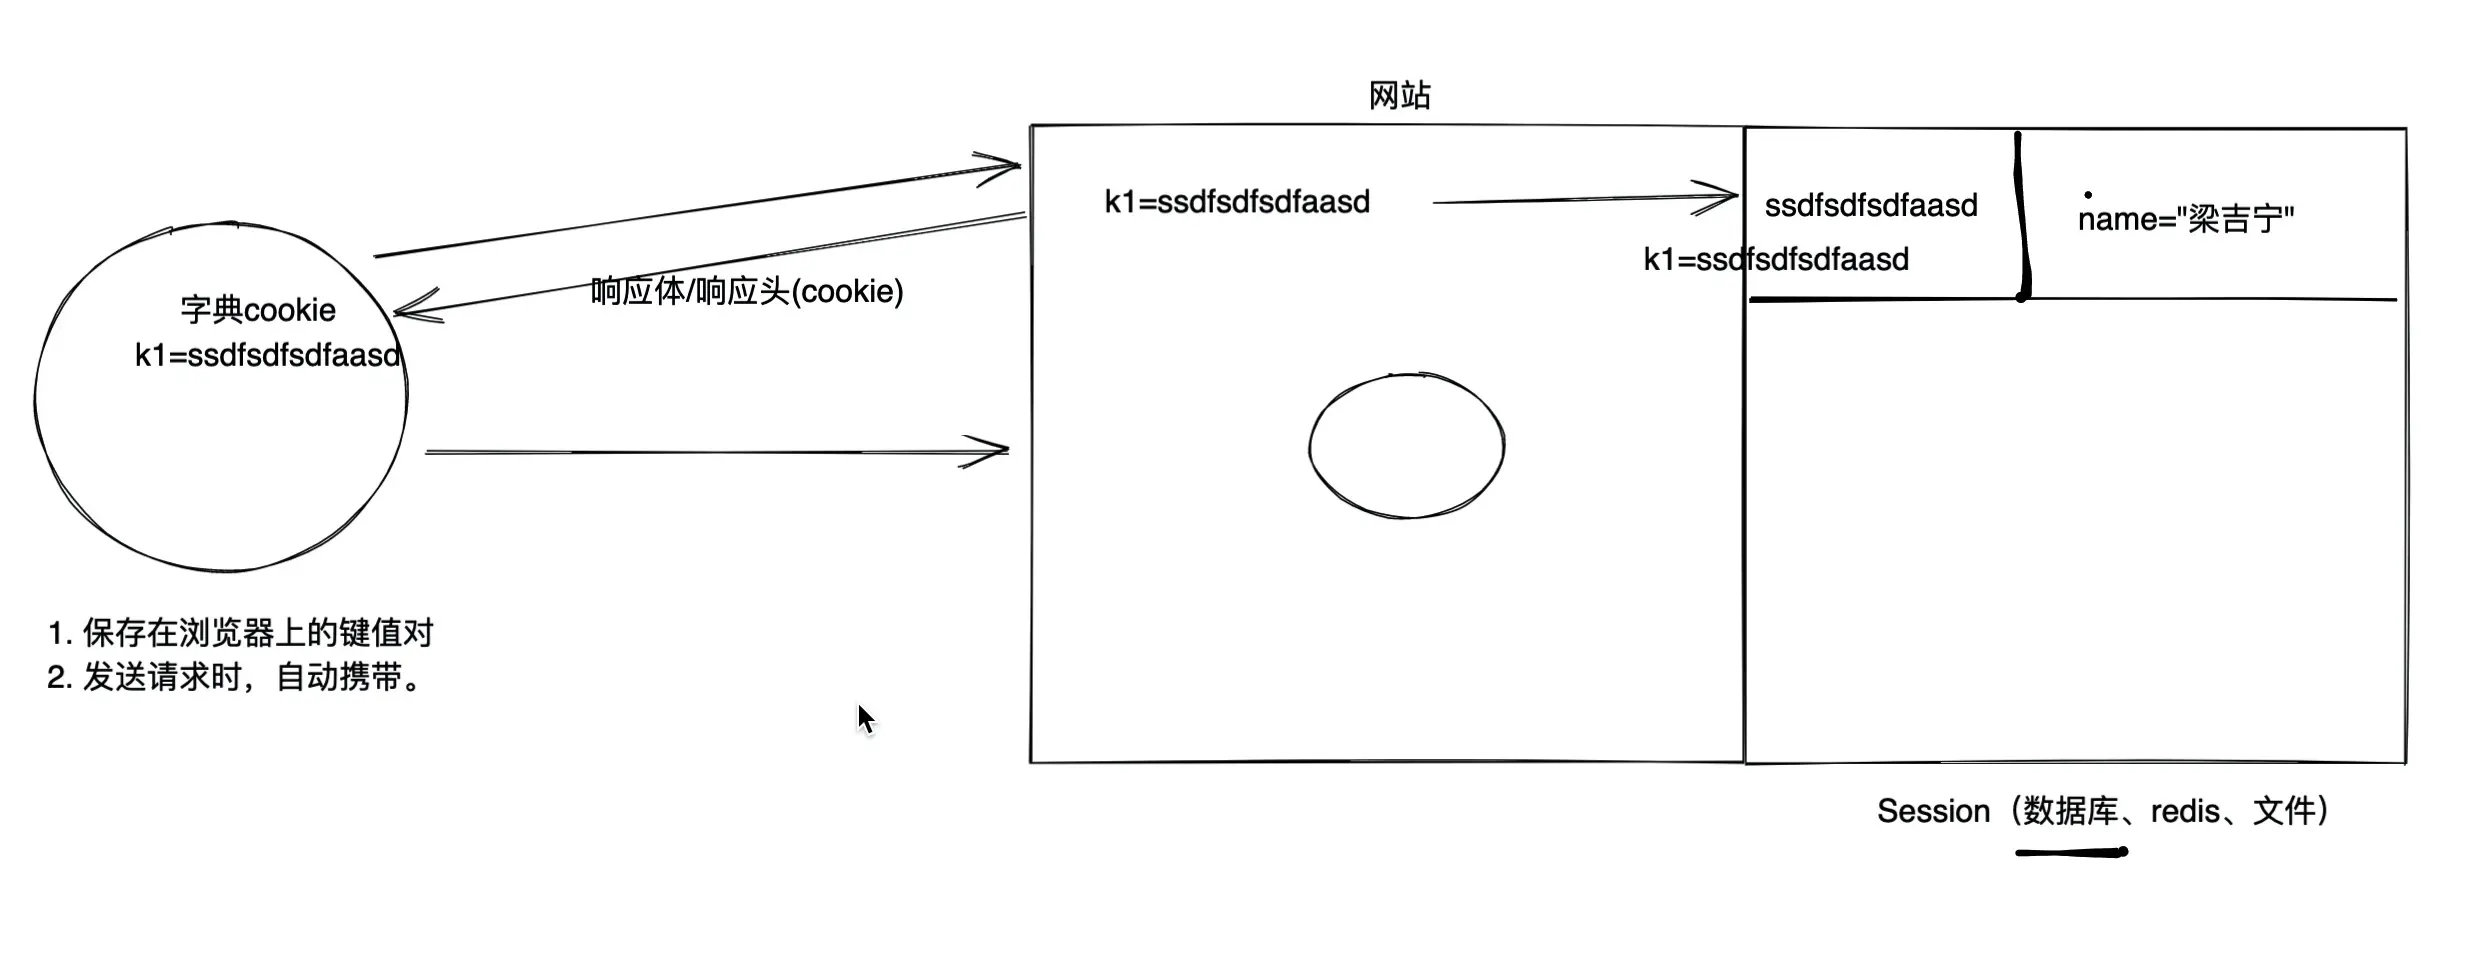 网站
k1=ssdfsdfsdfaasd
ssdfsdfsdfaasd
name="梁吉宁"
k1=ssdfsdfsdfaasd
响应体/响应头(cookie)
字典cookie
k1=ssdfsdfsdfaasd
1. 保存在浏览器上的键值对
2. 发送请求时，自动携带。
Session（数据库、redis、文件）